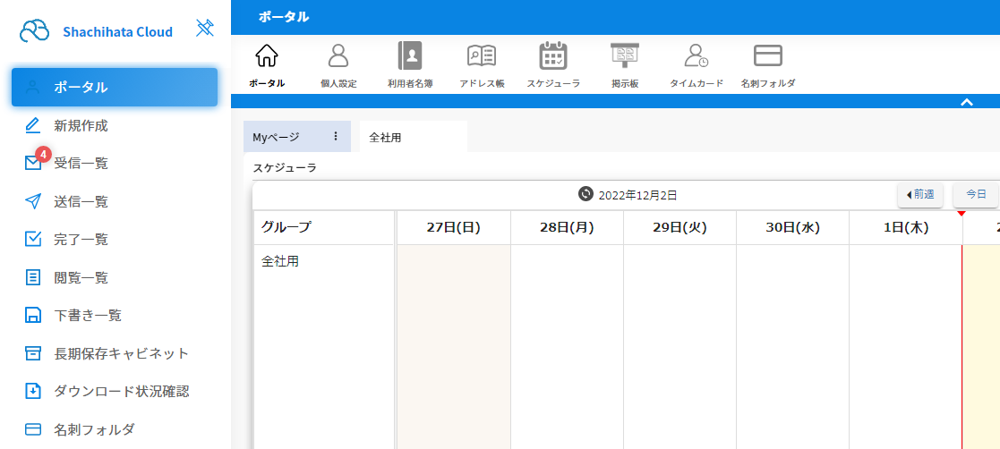 Shachihata Cloud
ポータル
新規作成
4
受信一覧
送信一覧
完了一覧
閲覧一覧
下書き一覧
長期保存キャビネット
ダウンロード状況確認
名刺フォルダ
ポータル
ポータル 個人設定 利用者名簿 アドレス帳 スケジューラ 掲示板 タイムカード 名刺フォルダ
Myページ 全社用
スケジューラ
2022年12月2日 前週 今日
グループ 27日(日) 28日(月) 29日(火) 30日(水) 1日(木)
全社用